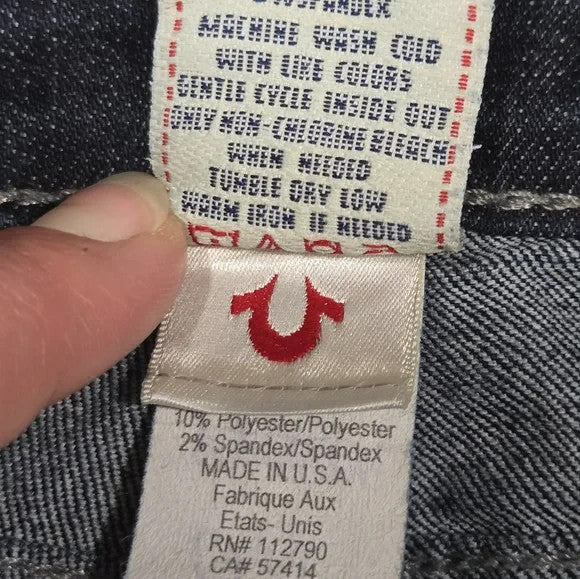 MACHINE WASH COLD
WITH LIKE COLORS
GENTLE CYCLE INSIDE OUT
ONLY NON-CHLORINE BLEACH
WHEN NEEDED
TUMBLE DRY LOW
WARM IRON IF NEEDED
10% Polyester/Polyester
2% Spandex/Spandex
MADE IN U.S.A.
Fabrique Aux
Etats- Unis
RN# 112790
CA# 57414